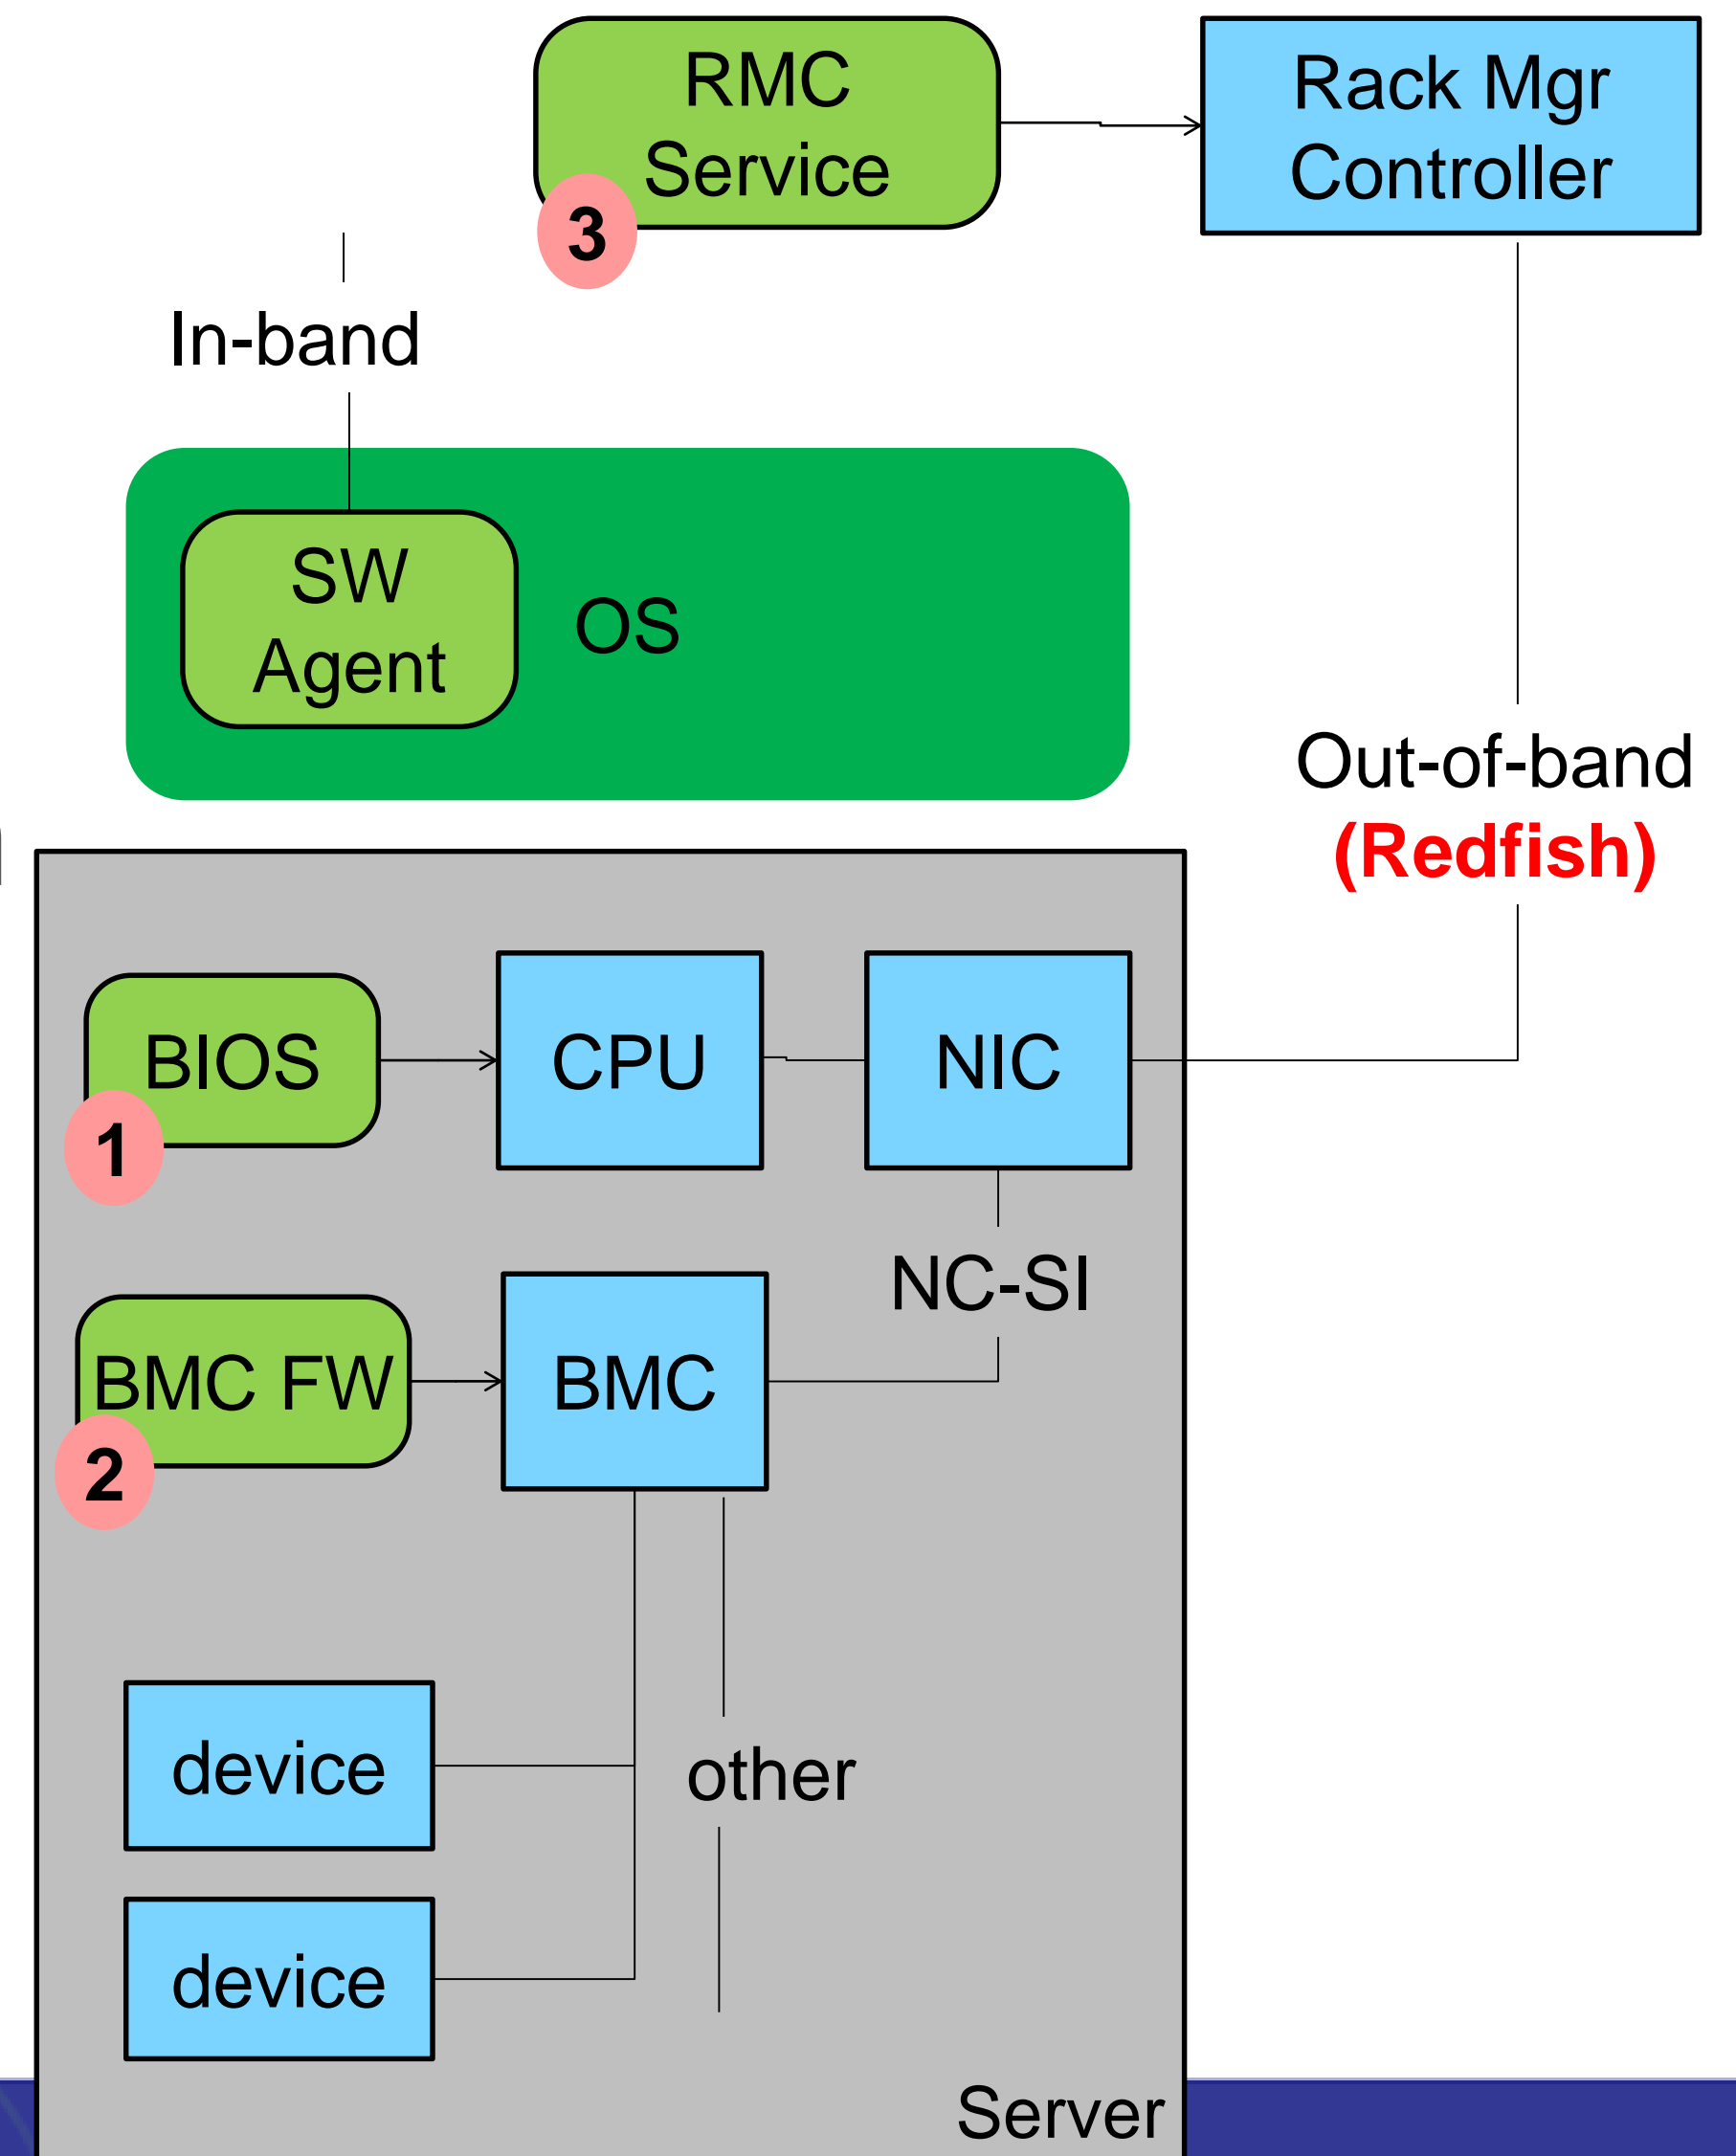 RMC
Service
3
Rack Mgr
Controller
In-band
SW
Agent
OS
Out-of-band
(Redfish)
BIOS
1
CPU
NIC
NC-SI
BMC FW
2
BMC
device
other
device
Server